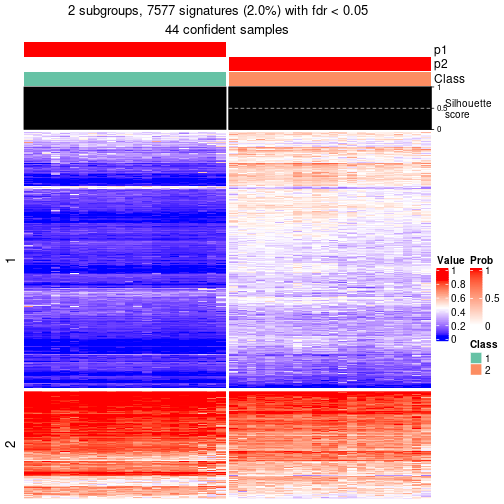 2 subgroups, 7577 signatures (2.0%) with fdr < 0.05
44 confident samples
p1
p2
Class
1
0.5
0
Silhouette
score
1
2
Value
1
0.8
0.6
0.4
0.2
0
Prob
1
0.5
0
Class
1
2